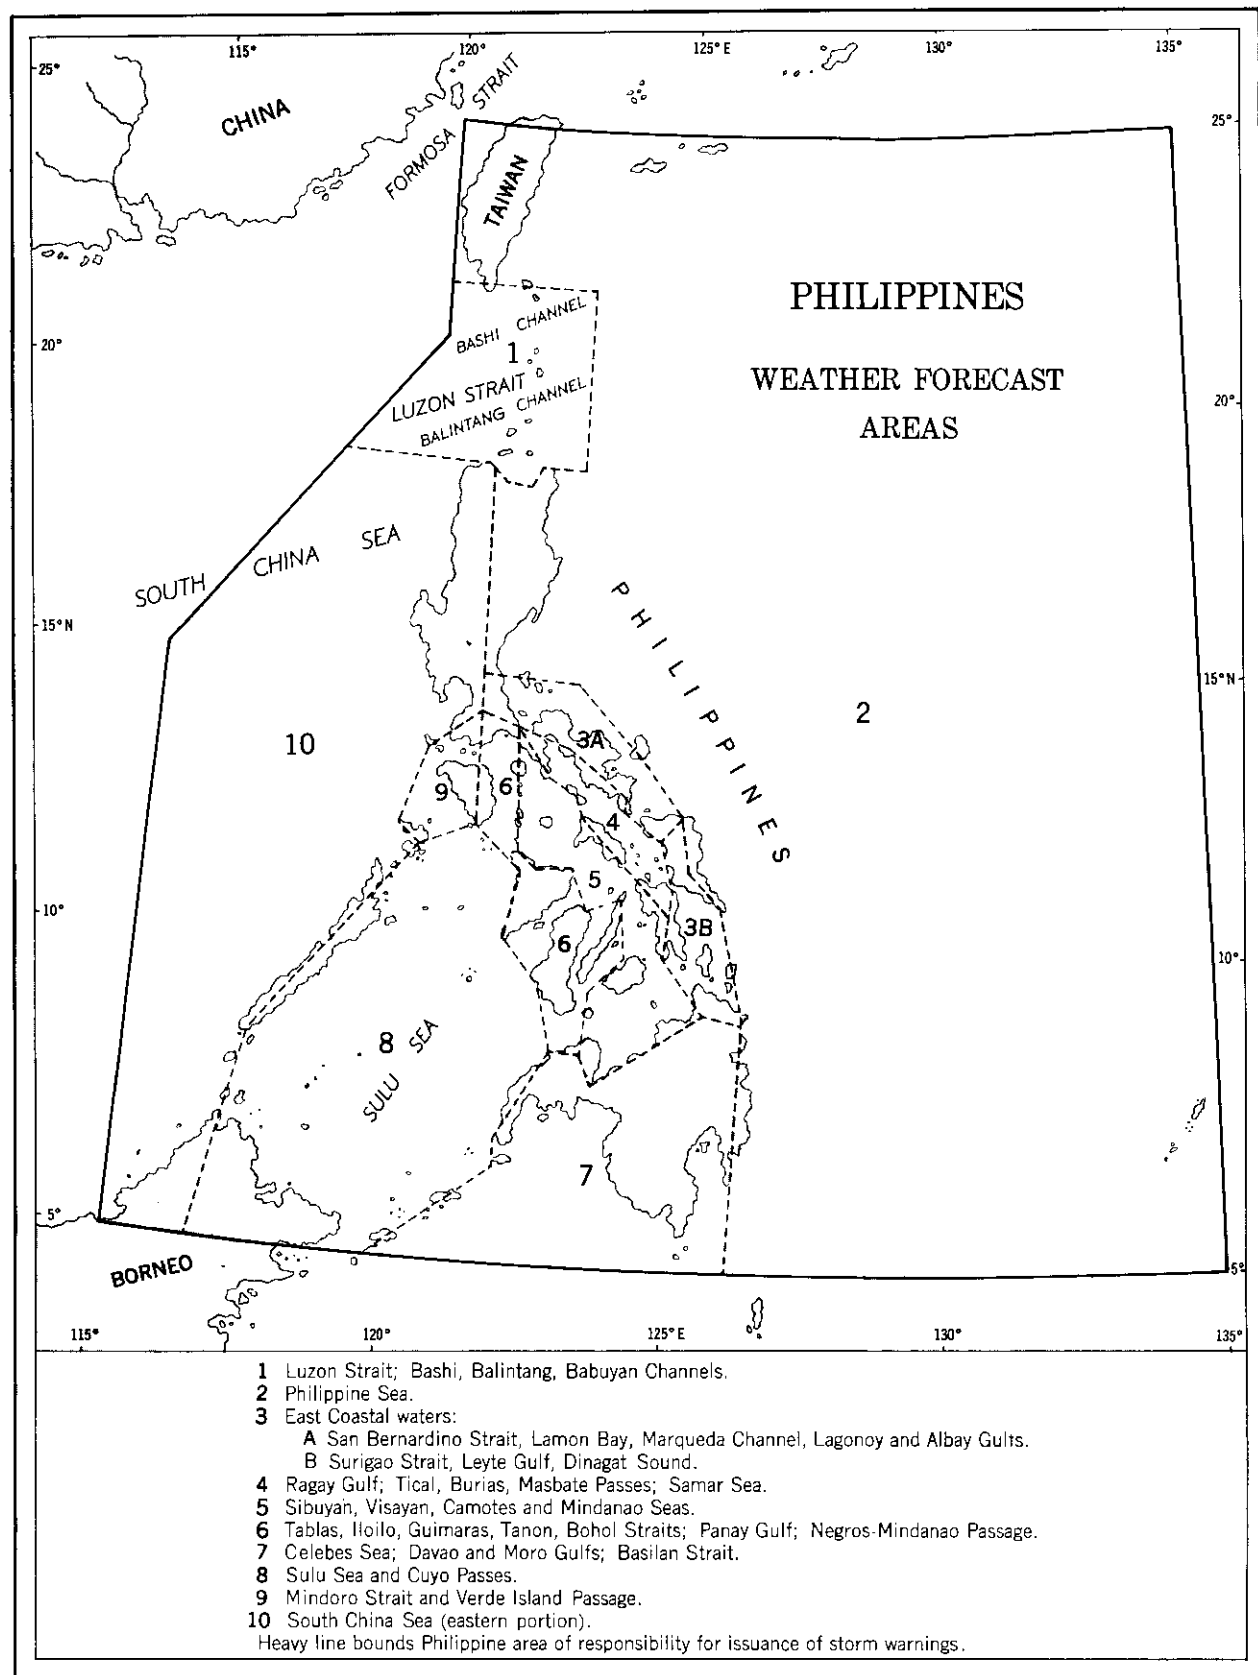 115°
120°
125° E
130°
135°
25°
25°
CHINA
FORMOSA STRAIT
TAIWAN
PHILIPPINES
WEATHER FORECAST
AREAS
20°
20°
BASHI CHANNEL
1
LUZON STRAIT
BALINTANG CHANNEL
SOUTH CHINA SEA
15° N
15° N
PHILIPPINES
2
10
3A
9
6
4
5
10°
10°
3B
6
8
SULU SEA
7
5°
5°
BORNEO
115°
120°
125° E
130°
135°
1 Luzon Strait; Bashi, Balintang, Babuyan Channels.
2 Philippine Sea.
3 East Coastal waters:
A San Bernardino Strait, Lamon Bay, Marqueda Channel, Lagonoy and Albay Gulfs.
B Surigao Strait, Leyte Gulf, Dinagat Sound.
4 Ragay Gulf; Tical, Burias, Masbate Passes; Samar Sea.
5 Sibuyan, Visayan, Camotes and Mindanao Seas.
6 Tablas, Iloilo, Guimaras, Tanon, Bohol Straits; Panay Gulf; Negros-Mindanao Passage.
7 Celebes Sea; Davao and Moro Gulfs; Basilan Strait.
8 Sulu Sea and Cuyo Passes.
9 Mindoro Strait and Verde Island Passage.
10 South China Sea (eastern portion).
Heavy line bounds Philippine area of responsibility for issuance of storm warnings.